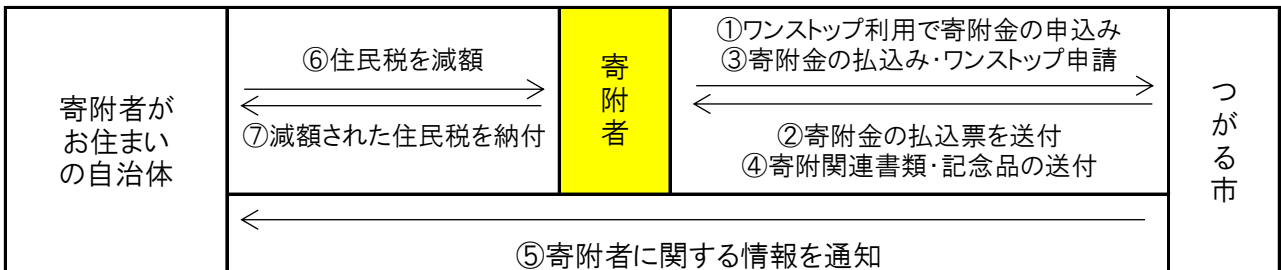 寄附者が
お住まい
の自治体
⑥住民税を減額
⑦減額された住民税を納付
寄附者
①ワンストップ利用で寄附金の申込み
③寄附金の払込み・ワンストップ申請
②寄附金の払込票を送付
④寄附関連書類・記念品の送付
つがる市
⑤寄附者に関する情報を通知